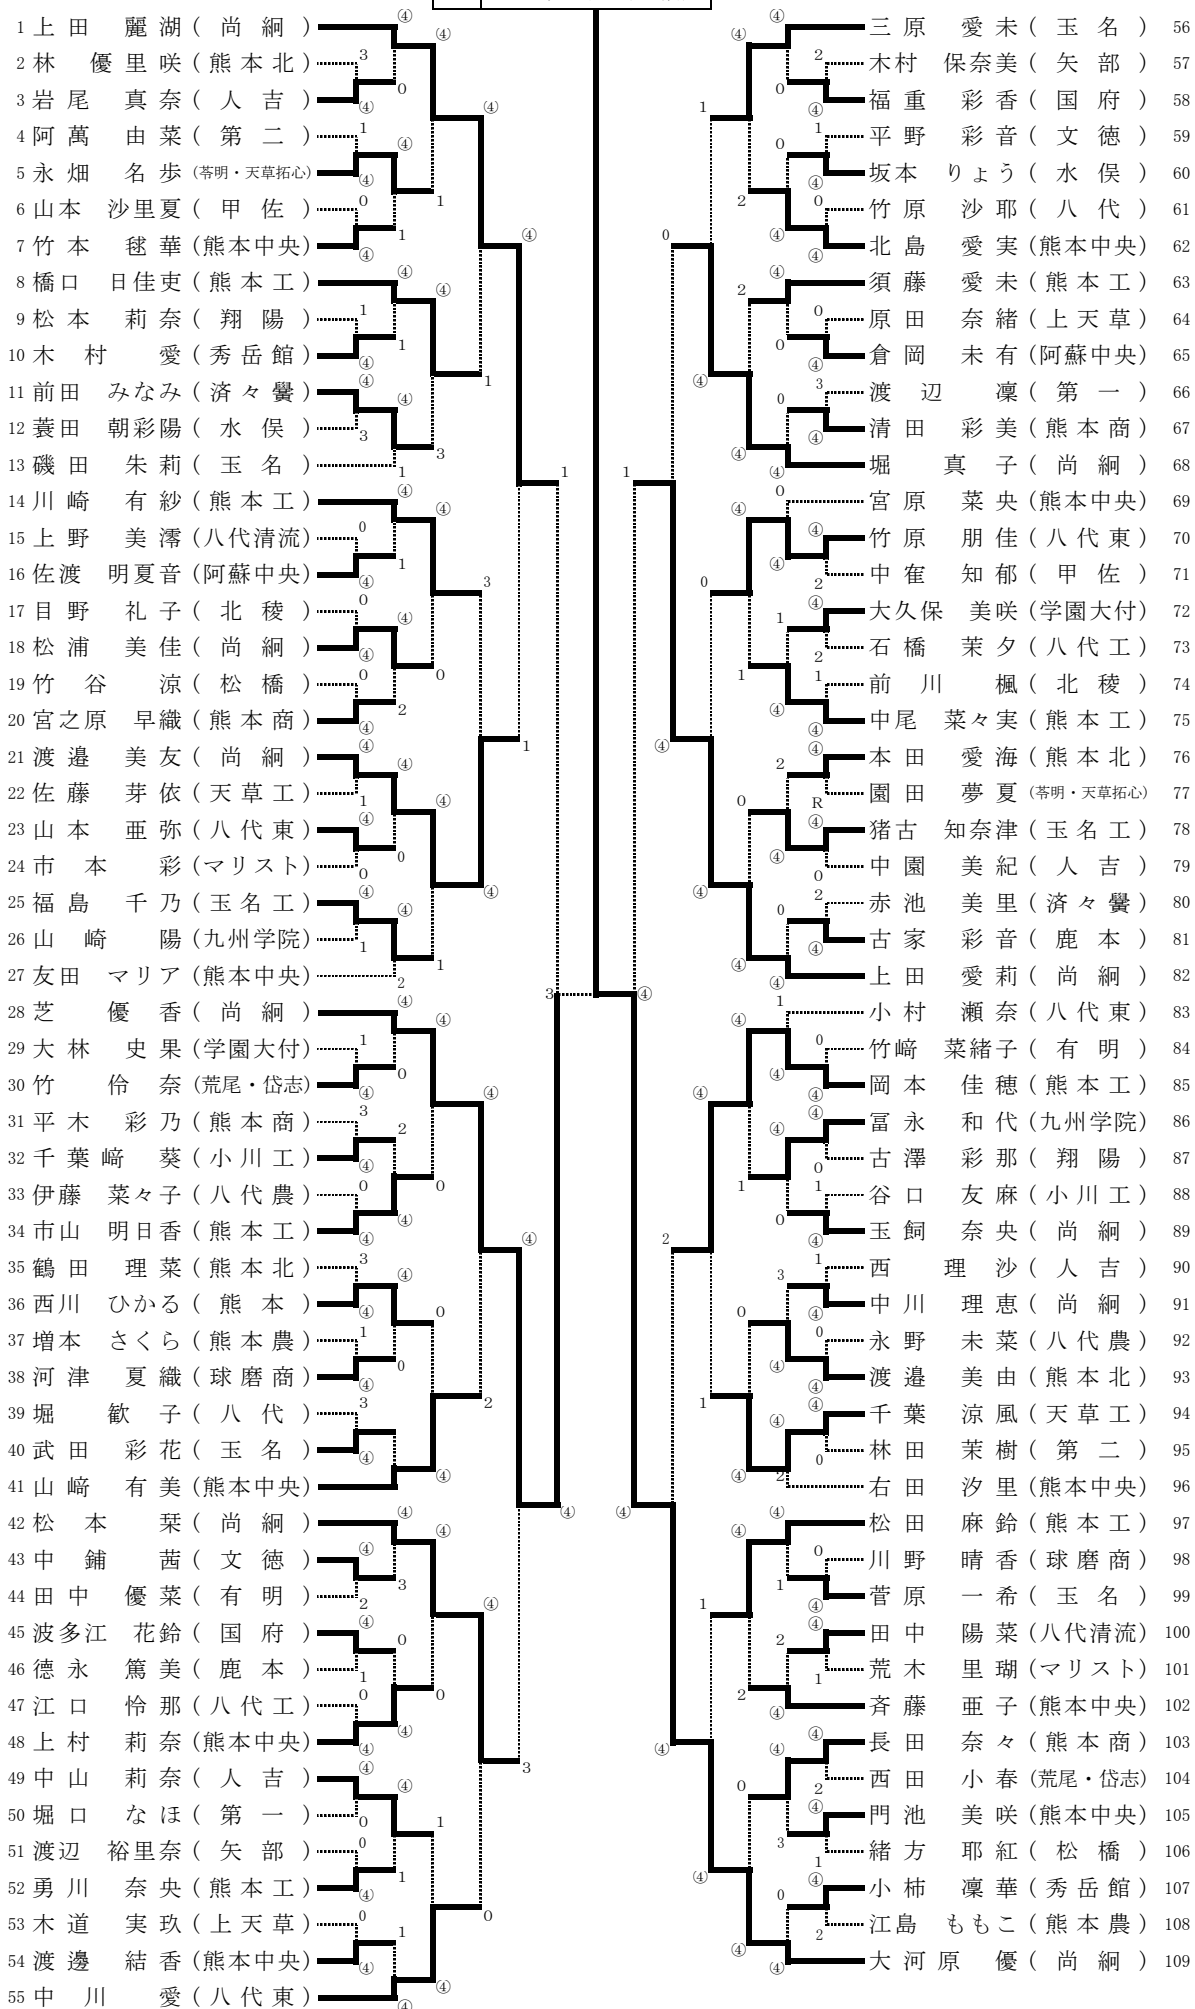 1 上田 麗湖 (尚絅)
2 林 優里咲 (熊本北)
3 岩尾 真奈 (人吉)
4 阿萬 由菜 (第二)
5 永畑 名歩 (苓明・天草拓心)
6 山本 沙里夏 (甲佐)
7 竹本 毬華 (熊本中央)
8 橋口 日佳吏 (熊本工)
9 松本 莉奈 (翔陽)
10 木村 愛 (秀岳館)
11 前田 みなみ (済々黌)
12 蓑田 朝彩陽 (水俣)
13 磯田 朱莉 (玉名)
14 川崎 有紗 (熊本工)
15 上野 美澪 (八代清流)
16 佐渡 明夏音 (阿蘇中央)
17 目野 礼子 (北稜)
18 松浦 美佳 (尚絅)
19 竹谷 涼 (松橋)
20 宮之原 早織 (熊本商)
21 渡邉 美友 (尚絅)
22 佐藤 芽依 (天草工)
23 山本 亜弥 (八代東)
24 市本 彩 (マリスト)
25 福島 千乃 (玉名工)
26 山崎 陽 (九州学院)
27 友田 マリア (熊本中央)
28 芝 優香 (尚絅)
29 大林 史果 (学園大付)
30 竹 伶奈 (荒尾・岱志)
31 平木 彩乃 (熊本商)
32 千葉﨑 葵 (小川工)
33 伊藤 菜々子 (八代農)
34 市山 明日香 (熊本工)
35 鶴田 理菜 (熊本北)
36 西川 ひかる (熊本)
37 増本 さくら (熊本農)
38 河津 夏織 (球磨商)
39 堀 歓子 (八代)
40 武田 彩花 (玉名)
41 山﨑 有美 (熊本中央)
42 松本 栞 (尚絅)
43 中鋪 茜 (文徳)
44 田中 優菜 (有明)
45 波多江 花鈴 (国府)
46 德永 篤美 (鹿本)
47 江口 怜那 (八代工)
48 上村 莉奈 (熊本中央)
49 中山 莉奈 (人吉)
50 堀口 なほ (第一)
51 渡辺 裕里奈 (矢部)
52 勇川 奈央 (熊本工)
53 木道 実玖 (上天草)
54 渡邊 結香 (熊本中央)
55 中川 愛 (八代東)
三原 愛未 (玉名) 56
木村 保奈美 (矢部) 57
福重 彩香 (国府) 58
平野 彩音 (文徳) 59
坂本 りょう (水俣) 60
竹原 沙耶 (八代) 61
北島 愛実 (熊本中央) 62
須藤 愛未 (熊本工) 63
原田 奈緒 (上天草) 64
倉岡 未有 (阿蘇中央) 65
渡辺 凜 (第一) 66
清田 彩美 (熊本商) 67
堀 真子 (尚絅) 68
宮原 菜央 (熊本中央) 69
竹原 朋佳 (八代東) 70
中隺 知郁 (甲佐) 71
大久保 美咲 (学園大付) 72
石橋 茉夕 (八代工) 73
前川 楓 (北稜) 74
中尾 菜々実 (熊本工) 75
本田 愛海 (熊本北) 76
園田 夢夏 (苓明・天草拓心) 77
猪古 知奈津 (玉名工) 78
中園 美紀 (人吉) 79
赤池 美里 (済々黌) 80
古家 彩音 (鹿本) 81
上田 愛莉 (尚絅) 82
小村 瀬奈 (八代東) 83
竹﨑 菜緒子 (有明) 84
岡本 佳穂 (熊本工) 85
冨永 和代 (九州学院) 86
古澤 彩那 (翔陽) 87
谷口 友麻 (小川工) 88
玉飼 奈央 (尚絅) 89
西 理沙 (人吉) 90
中川 理恵 (尚絅) 91
永野 未菜 (八代農) 92
渡邉 美由 (熊本北) 93
千葉 涼風 (天草工) 94
林田 茉樹 (第二) 95
右田 汐里 (熊本中央) 96
松田 麻鈴 (熊本工) 97
川野 晴香 (球磨商) 98
菅原 一希 (玉名) 99
田中 陽菜 (八代清流) 100
荒木 里瑚 (マリスト) 101
斉藤 亜子 (熊本中央) 102
長田 奈々 (熊本商) 103
西田 小春 (荒尾・岱志) 104
門池 美咲 (熊本中央) 105
緒方 耶紅 (松橋) 106
小柿 凜華 (秀岳館) 107
江島 ももこ (熊本農) 108
大河原 優 (尚絅) 109